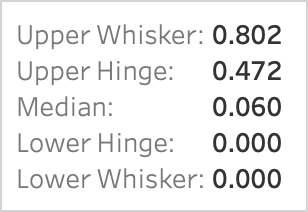 Upper Whisker: 0.802
Upper Hinge: 0.472
Median: 0.060
Lower Hinge: 0.000
Lower Whisker: 0.000